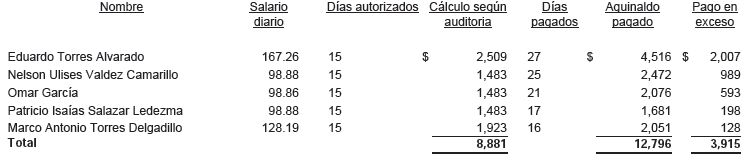 Nombre Salario diario Días autorizados Cálculo según auditoria Días pagados Aguinaldo pagado Pago en exceso
Eduardo Torres Alvarado 167.26 15 $ 2,509 27 $ 4,516 $ 2,007
Nelson Ulises Valdez Camarillo 98.88 15 1,483 25 2,472 989
Omar García 98.86 15 1,483 21 2,076 593
Patricio Isaías Salazar Ledezma 98.88 15 1,483 17 1,681 198
Marco Antonio Torres Delgadillo 128.19 15 1,923 16 2,051 128
Total 8,881 12,796 3,915